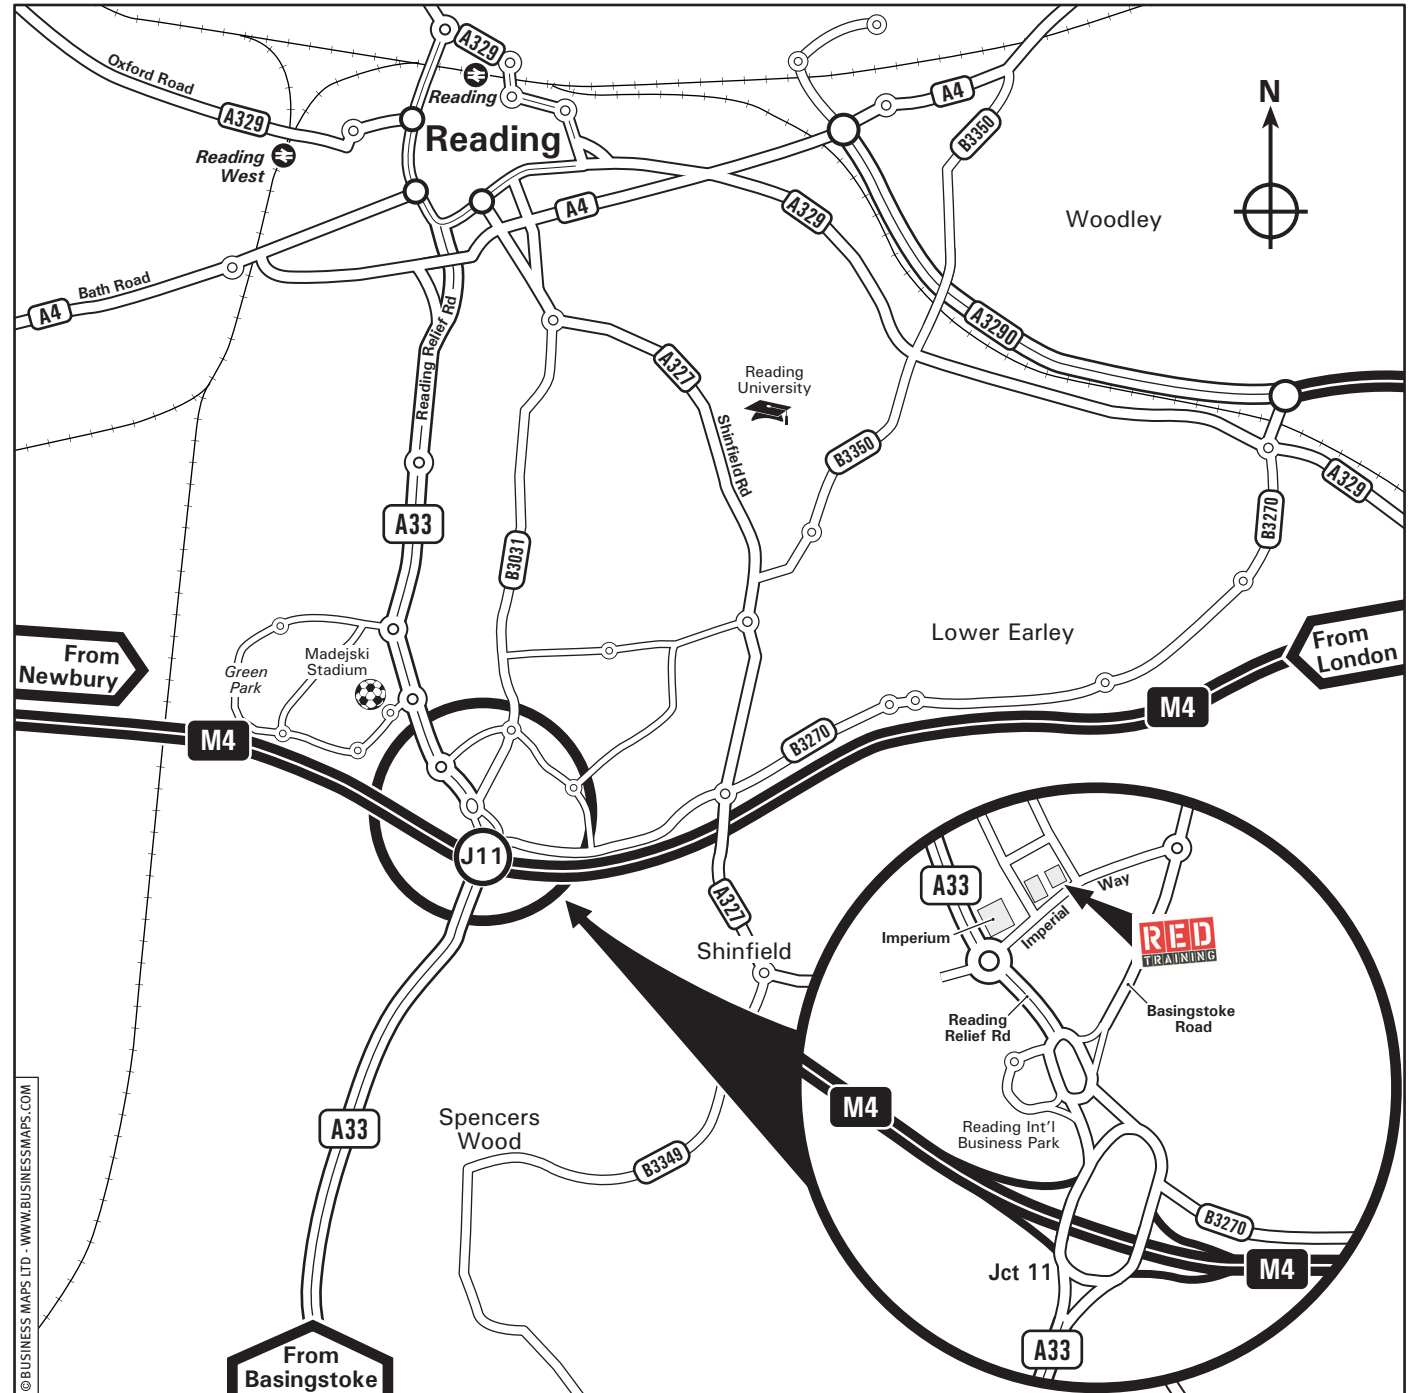 A329
Oxford Road
A329
Reading
Reading
A4
B3350
N
Reading
West
A4
A329
Woodley
Bath Road
A4
Reading Relief Rd
A3290
A327
Reading
University
Shinfield Rd
B3350
A329
B3270
A33
B3031
From
Newbury
Green
Park
Madejski
Stadium
Lower Earley
From
London
M4
M4
B3270
J11
A327
Shinfield
A33
Imperium
Imperial
Way
RED
TRAINING
Reading
Relief Rd
Basingstoke
Road
M4
Reading Int'l
Business Park
B3270
Jct 11
M4
A33
A33
Spencers
Wood
B3349
From
Basingstoke
© BUSINESS MAPS LTD - WWW.BUSINESSMAPS.COM